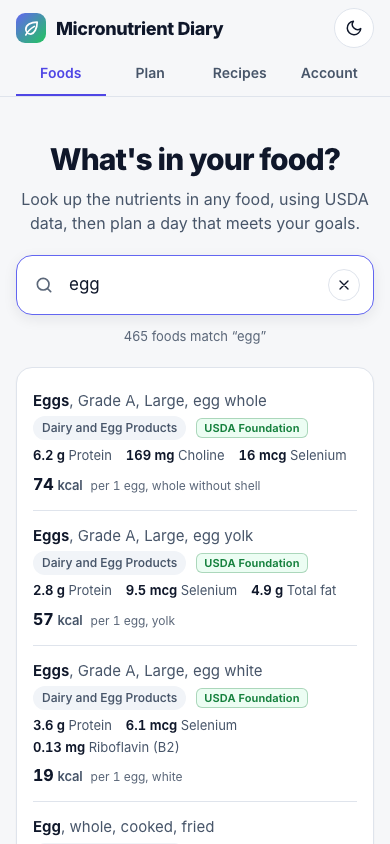 Micronutrient Diary
Foods Plan Recipes Account
What's in your food?
Look up the nutrients in any food, using USDA
data, then plan a day that meets your goals.
egg
465 foods match “egg”
Eggs, Grade A, Large, egg whole
Dairy and Egg Products USDA Foundation
6.2 g Protein 169 mg Choline 16 mcg Selenium
74 kcal per 1 egg, whole without shell
Eggs, Grade A, Large, egg yolk
Dairy and Egg Products USDA Foundation
2.8 g Protein 9.5 mcg Selenium 4.9 g Total fat
57 kcal per 1 egg, yolk
Eggs, Grade A, Large, egg white
Dairy and Egg Products USDA Foundation
3.6 g Protein 6.1 mcg Selenium
0.13 mg Riboflavin (B2)
19 kcal per 1 egg, white
Egg, whole, cooked, fried